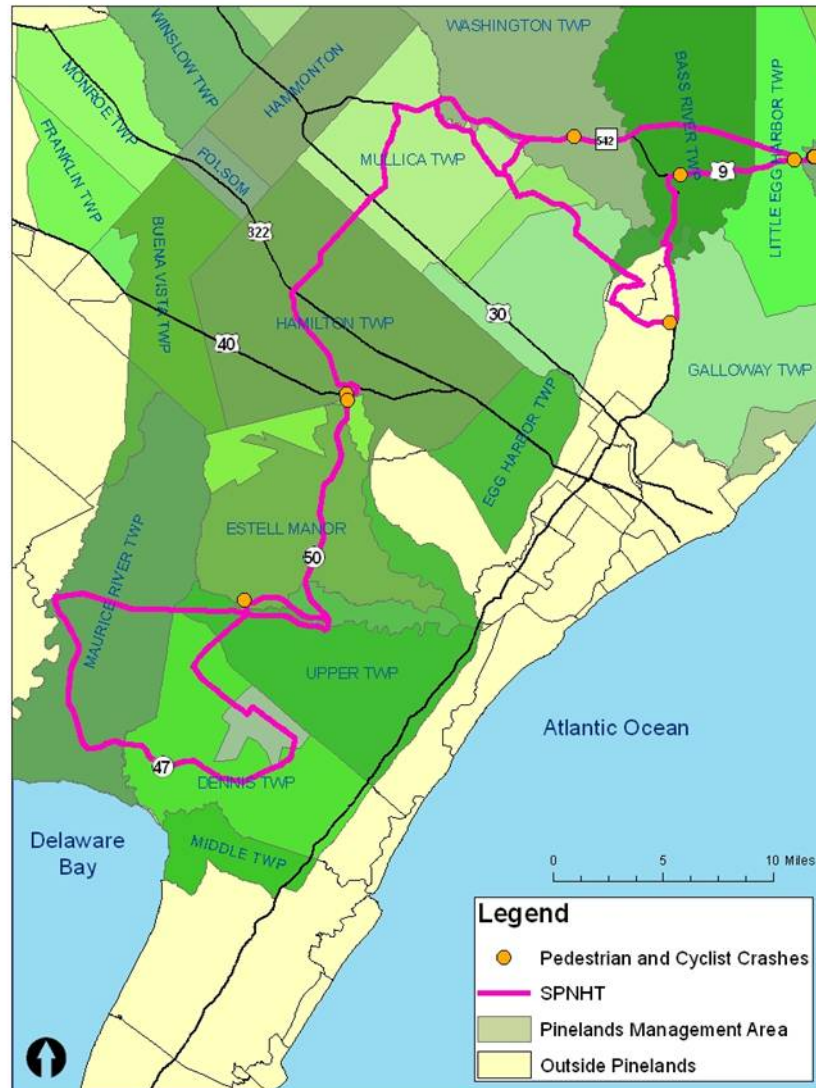 WASHINGTON TWP
WINSLOW TWP
MONROE TWP
HAMMONTON
BASS RIVER TWP
LITTLE EGG HARBOR TWP
FRANKLIN TWP
FOLSOM
MULLICA TWP
542
9
BUENA VISTA TWP
322
HAMILTON TWP
30
40
GALLOWAY TWP
EGG HARBOR TWP
ESTELL MANOR
50
MAURICE RIVER TWP
UPPER TWP
Atlantic Ocean
47
DENNIS TWP
Delaware
Bay
MIDDLE TWP
0 5 10 Miles
Legend
Pedestrian and Cyclist Crashes
SPNHT
Pinelands Management Area
Outside Pinelands